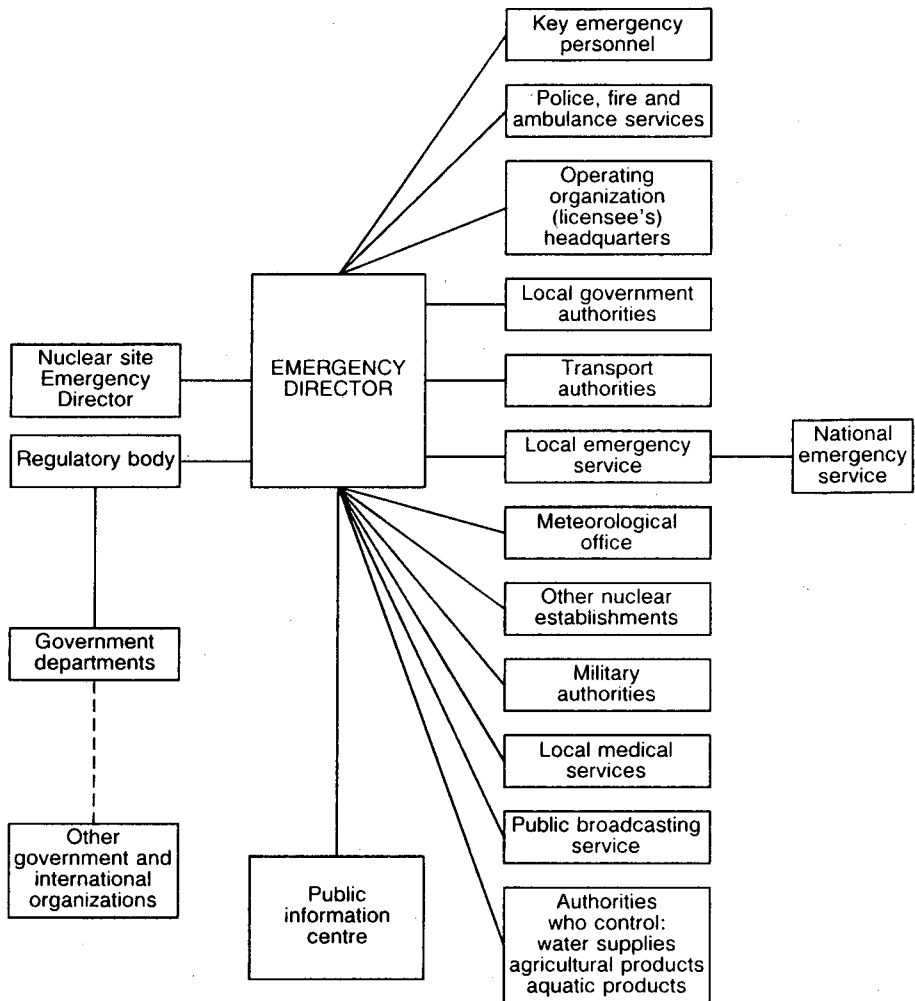 Key emergency
personnel
Police, fire and
ambulance services
Operating
organization
(licensee's)
headquarters
Local government
authorities
Nuclear site
Emergency
Director
EMERGENCY
DIRECTOR
Transport
authorities
Regulatory body
Local emergency
service
National
emergency
service
Meteorological
office
Other nuclear
establishments
Government
departments
Military
authorities
Local medical
services
Public broadcasting
service
Other
government and
international
organizations
Public
information
centre
Authorities
who control:
water supplies
agricultural products
aquatic products